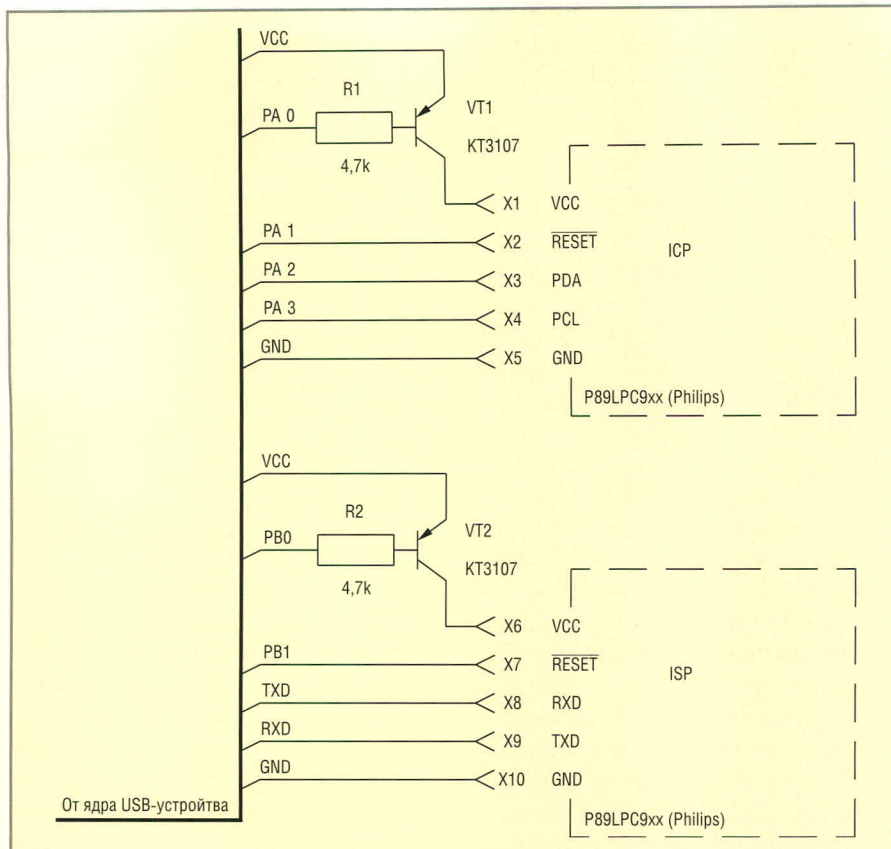 VCC
R1
PA 0
VT1
KT3107
4,7k
X1 VCC
PA 1
X2 RESET
ICP
PA 2
X3 PDA
PA 3
X4 PCL
GND
X5 GND
P89LPC9xx (Philips)
VCC
R2
PB0
VT2
KT3107
4,7k
X6 VCC
PB1
X7 RESET
ISP
TXD
X8 RXD
RXD
X9 TXD
GND
X10 GND
От ядра USB-устройтва
P89LPC9xx (Philips)